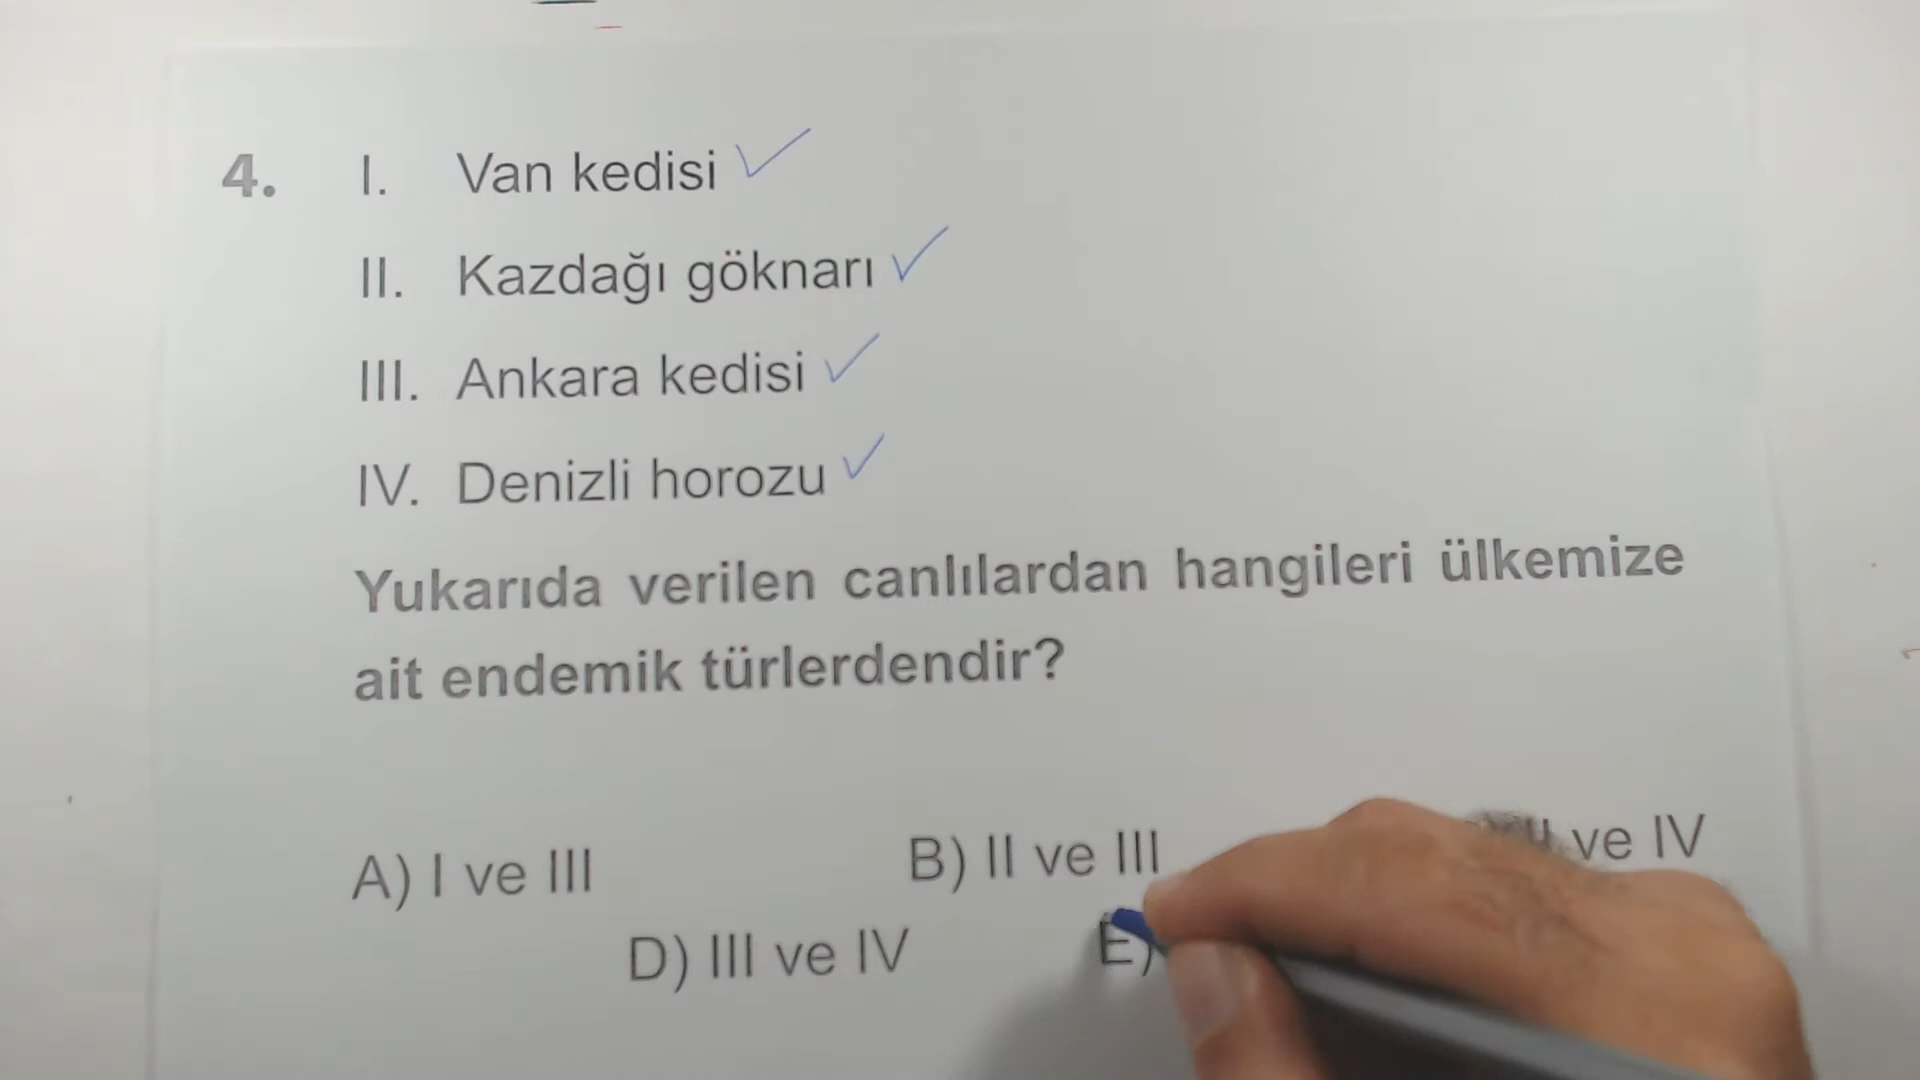 4. I. Van kedisi
II. Kazdağı göknarı
III. Ankara kedisi
IV. Denizli horozu
Yukarıda verilen canlılardan hangileri ülkemize
ait endemik türlerdendir?
A) I ve III B) II ve III ve IV
D) III ve IV E)